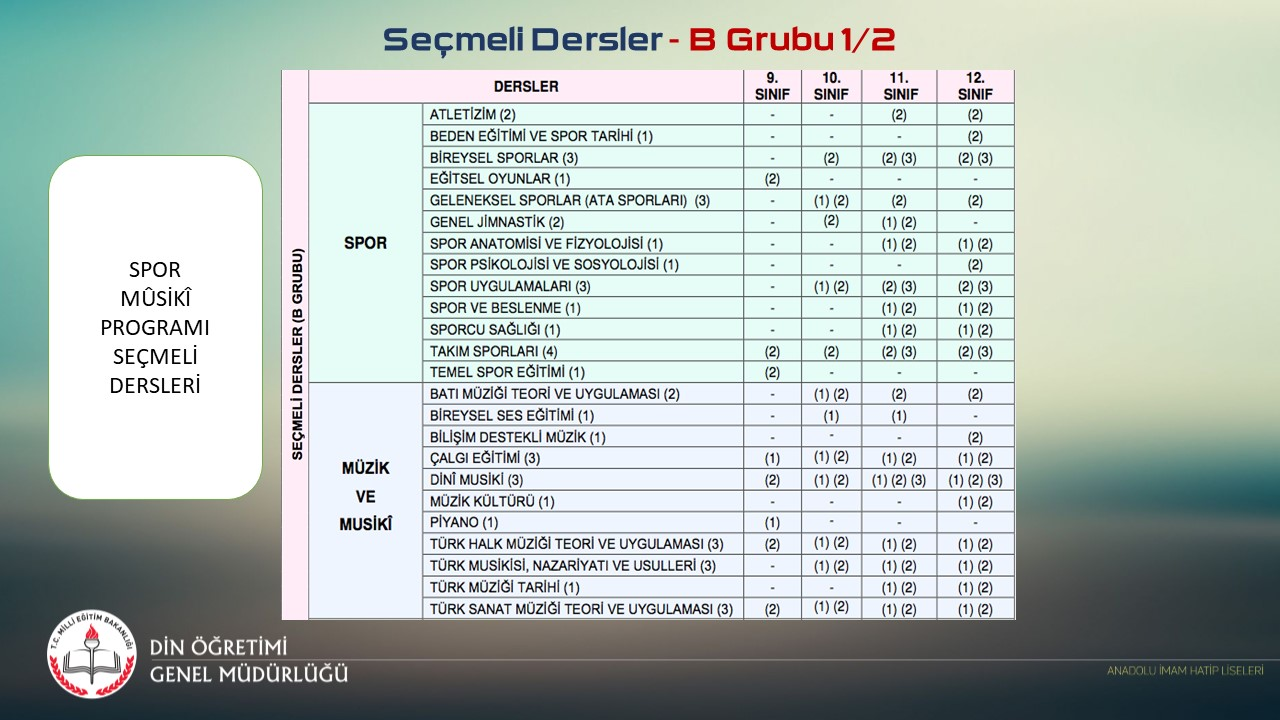 Seçmeli Dersler - B Grubu 1/2
SPOR
MÛSİKÎ
PROGRAMI
SEÇMELİ
DERSLERİ
SEÇMELİ DERSLER (B GRUBU)
DERSLER 9. SINIF 10. SINIF 11. SINIF 12. SINIF
SPOR
ATLETİZİM (2) - - (2) (2)
BEDEN EĞİTİMİ VE SPOR TARİHİ (1) - - - (2)
BİREYSEL SPORLAR (3) - (2) (2) (3) (2) (3)
EĞİTSEL OYUNLAR (1) (2) - - -
GELENEKSEL SPORLAR (ATA SPORLARI) (3) - (1) (2) (2) (2)
GENEL JİMNASTİK (2) - (2) (1) (2) -
SPOR ANATOMİSİ VE FİZYOLOJİSİ (1) - - (1) (2) (1) (2)
SPOR PSİKOLOJİSİ VE SOSYOLOJİSİ (1) - - - (2)
SPOR UYGULAMALARI (3) - (1) (2) (2) (3) (2) (3)
SPOR VE BESLENME (1) - - (1) (2) (1) (2)
SPORCU SAĞLIĞI (1) - - (1) (2) (1) (2)
TAKIM SPORLARI (4) (2) (2) (2) (3) (2) (3)
TEMEL SPOR EĞİTİMİ (1) (2) - - -
MÜZİK
VE
MUSIKÎ
BATI MÜZİĞİ TEORİ VE UYGULAMASI (2) - (1) (2) (2) (2)
BİREYSEL SES EĞİTİMİ (1) - (1) (1) -
BİLİŞİM DESTEKLİ MÜZİK (1) - - - (2)
ÇALGI EĞİTİMİ (3) (1) (1) (2) (1) (2) (1) (2)
DİNÎ MUSİKİ (3) (2) (1) (2) (1) (2) (3) (1) (2) (3)
MÜZİK KÜLTÜRÜ (1) - - - (1) (2)
PİYANO (1) (1) - - -
TÜRK HALK MÜZİĞİ TEORİ VE UYGULAMASI (3) (2) (1) (2) (1) (2) (1) (2)
TÜRK MUSIKİSİ, NAZARİYATI VE USULLERİ (3) - (1) (2) (1) (2) (1) (2)
TÜRK MÜZİĞİ TARİHİ (1) - - (1) (2) (1) (2)
TÜRK SANAT MÜZİĞİ TEORİ VE UYGULAMASI (3) (2) (1) (2) (1) (2) (1) (2)
T.C. MİLLİ EĞİTİM BAKANLIĞI
DİN ÖĞRETİMİ
GENEL MÜDÜRLÜĞÜ
ANADOLU İMAM HATİP LİSELERİ